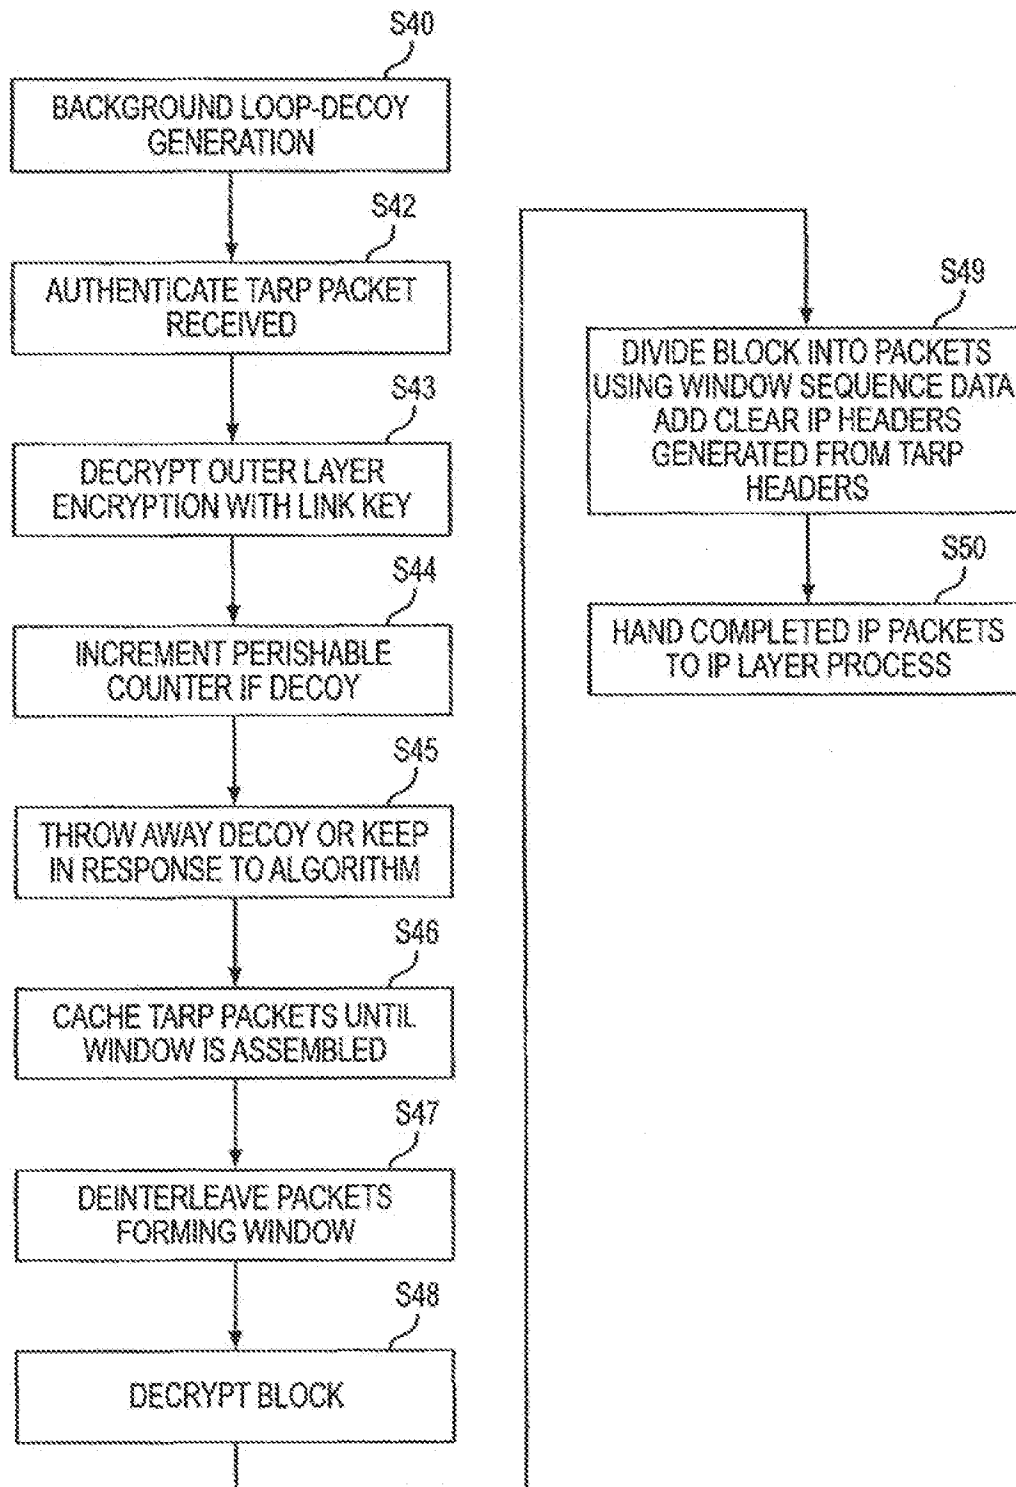 S40
BACKGROUND LOOP-DECOY
GENERATION
S42
AUTHENTICATE TARP PACKET
RECEIVED
S43
DECRYPT OUTER LAYER
ENCRYPTION WITH LINK KEY
S44
INCREMENT PERISHABLE
COUNTER IF DECOY
S45
THROW AWAY DECOY OR KEEP
IN RESPONSE TO ALGORITHM
S46
CACHE TARP PACKETS UNTIL
WINDOW IS ASSEMBLED
S47
DEINTERLEAVE PACKETS
FORMING WINDOW
S48
DECRYPT BLOCK
S49
DIVIDE BLOCK INTO PACKETS
USING WINDOW SEQUENCE DATA
ADD CLEAR IP HEADERS
GENERATED FROM TARP
HEADERS
S50
HAND COMPLETED IP PACKETS
TO IP LAYER PROCESS